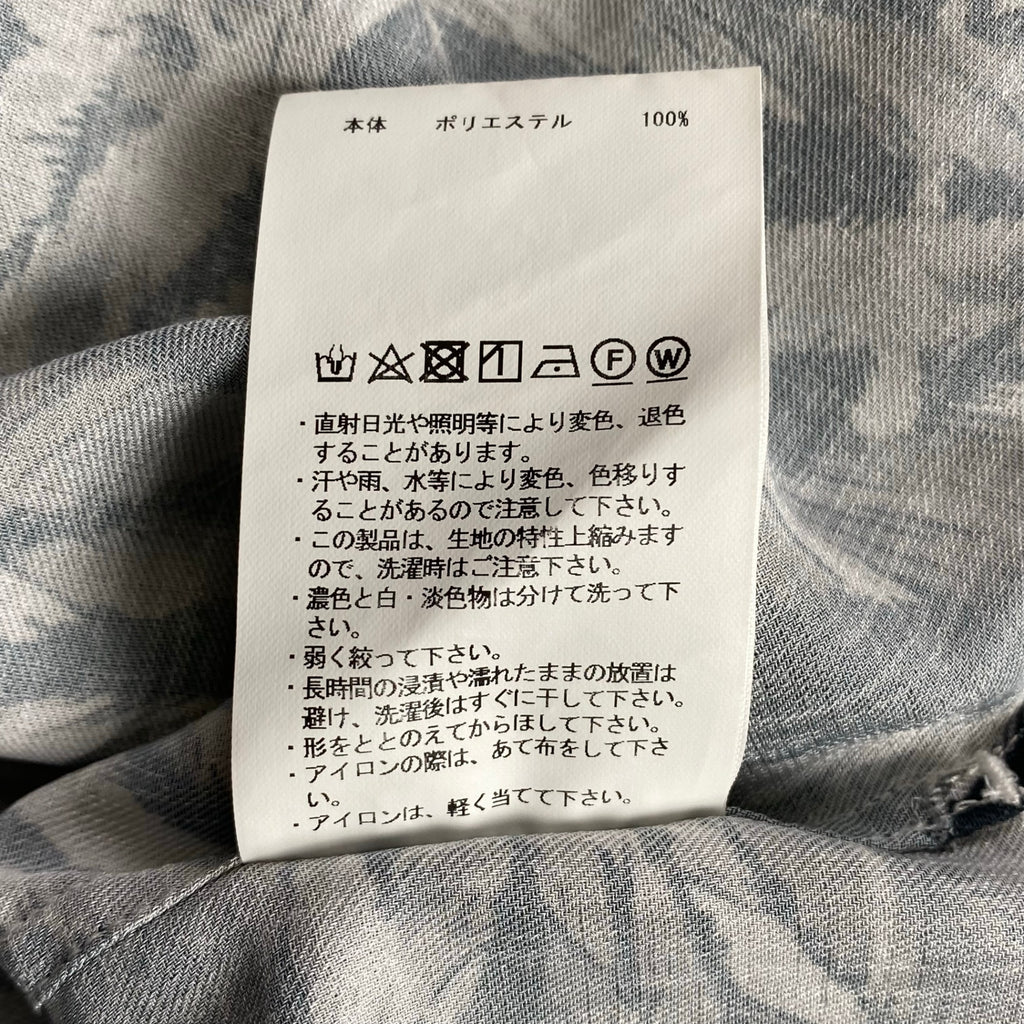 本体 ポリエステル 100%
F W
・直射日光や照明等により変色、退色
することがあります。
・汗や雨、水等により変色、色移りす
ることがあるので注意して下さい。
・この製品は、生地の特性上縮みます
ので、洗濯時はご注意下さい。
・濃色と白・淡色物は分けて洗って下
さい。
・弱く絞って下さい。
・長時間の浸漬や濡れたままの放置は
避け、洗濯後はすぐに干して下さい。
・形をととのえてからほして下さい。
・アイロンの際は、あて布をして下さ
い。
・アイロンは、軽く当てて下さい。